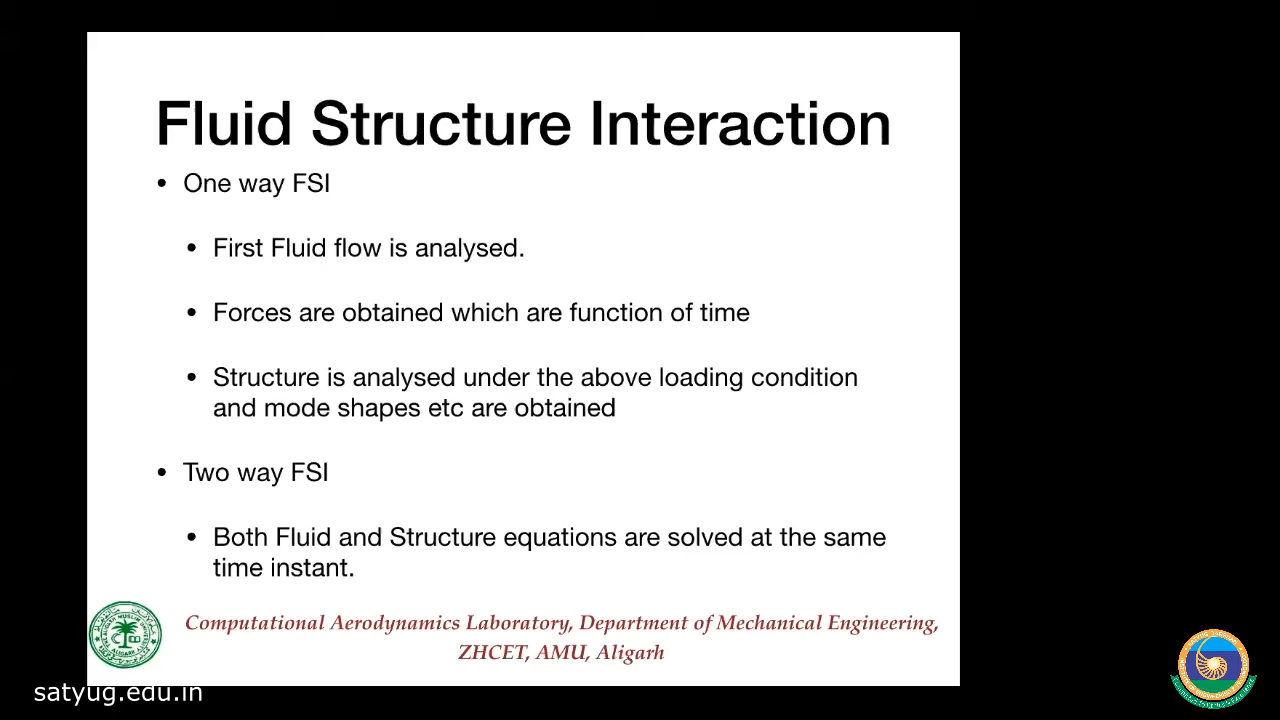 Fluid Structure Interaction
• One way FSI
• First Fluid flow is analysed.
• Forces are obtained which are function of time
• Structure is analysed under the above loading condition
and mode shapes etc are obtained
• Two way FSI
• Both Fluid and Structure equations are solved at the same
time instant.
Computational Aerodynamics Laboratory, Department of Mechanical Engineering,
ZHCET, AMU, Aligarh
satyug.edu.in